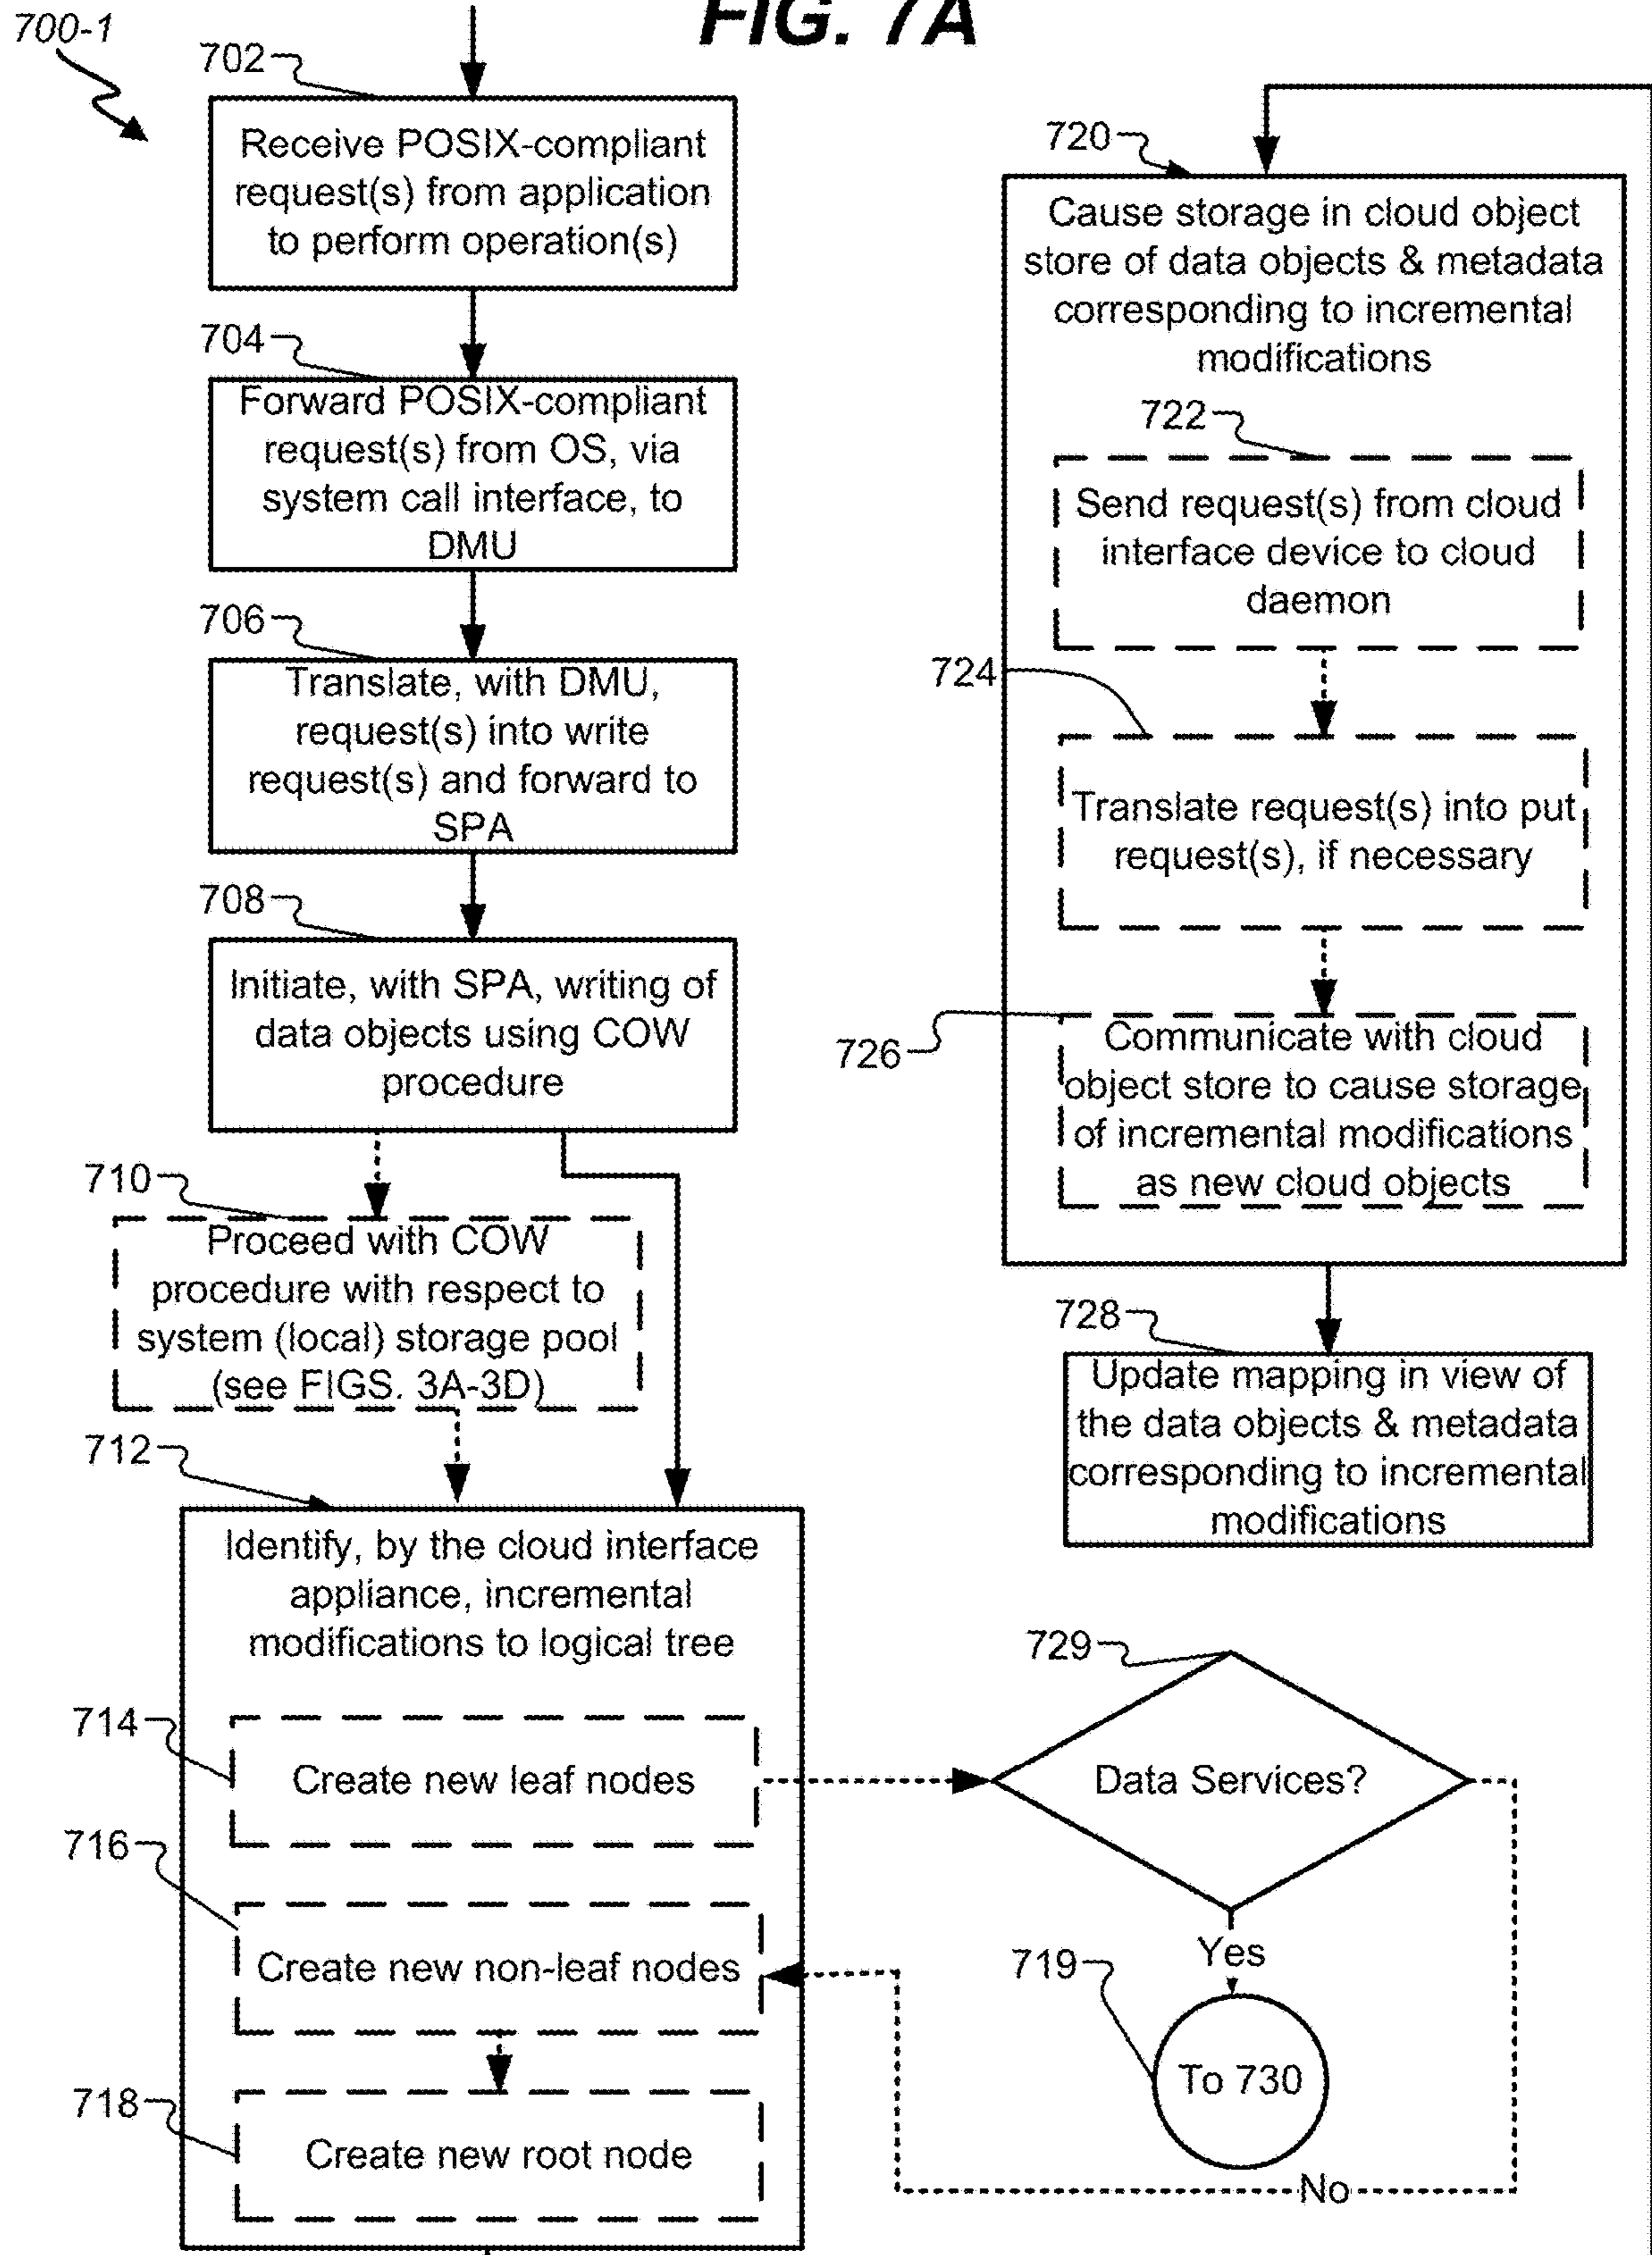 FIG. 7A
700-1
702
Receive POSIX-compliant
request(s) from application
to perform operation(s)
704
Forward POSIX-compliant
request(s) from OS, via
system call interface, to
DMU
706
Translate, with DMU,
request(s) into write
request(s) and forward to
SPA
708
Initiate, with SPA, writing of
data objects using COW
procedure
710
Proceed with COW
procedure with respect to
system (local) storage pool
(see FIGS. 3A-3D)
712
Identify, by the cloud interface
appliance, incremental
modifications to logical tree
714
Create new leaf nodes
716
Create new non-leaf nodes
718
Create new root node
720
Cause storage in cloud object
store of data objects & metadata
corresponding to incremental
modifications
722
Send request(s) from cloud
interface device to cloud
daemon
724
Translate request(s) into put
request(s), if necessary
726
Communicate with cloud
object store to cause storage
of incremental modifications
as new cloud objects
728
Update mapping in view of
the data objects & metadata
corresponding to incremental
modifications
729
Data Services?
Yes
719
To 730
No